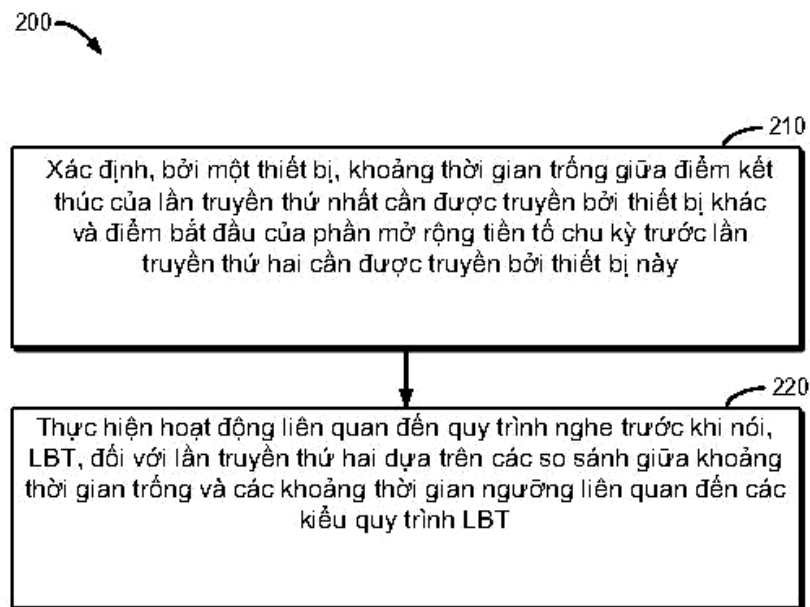 200
210
Xác định, bởi một thiết bị, khoảng thời gian trống giữa điểm kết
thúc của lần truyền thứ nhất cần được truyền bởi thiết bị khác
và điểm bắt đầu của phần mở rộng tiền tố chu kỳ trước lần
truyền thứ hai cần được truyền bởi thiết bị này
220
Thực hiện hoạt động liên quan đến quy trình nghe trước khi nói,
LBT, đối với lần truyền thứ hai dựa trên các so sánh giữa khoảng
thời gian trống và các khoảng thời gian ngưỡng liên quan đến các
kiểu quy trình LBT